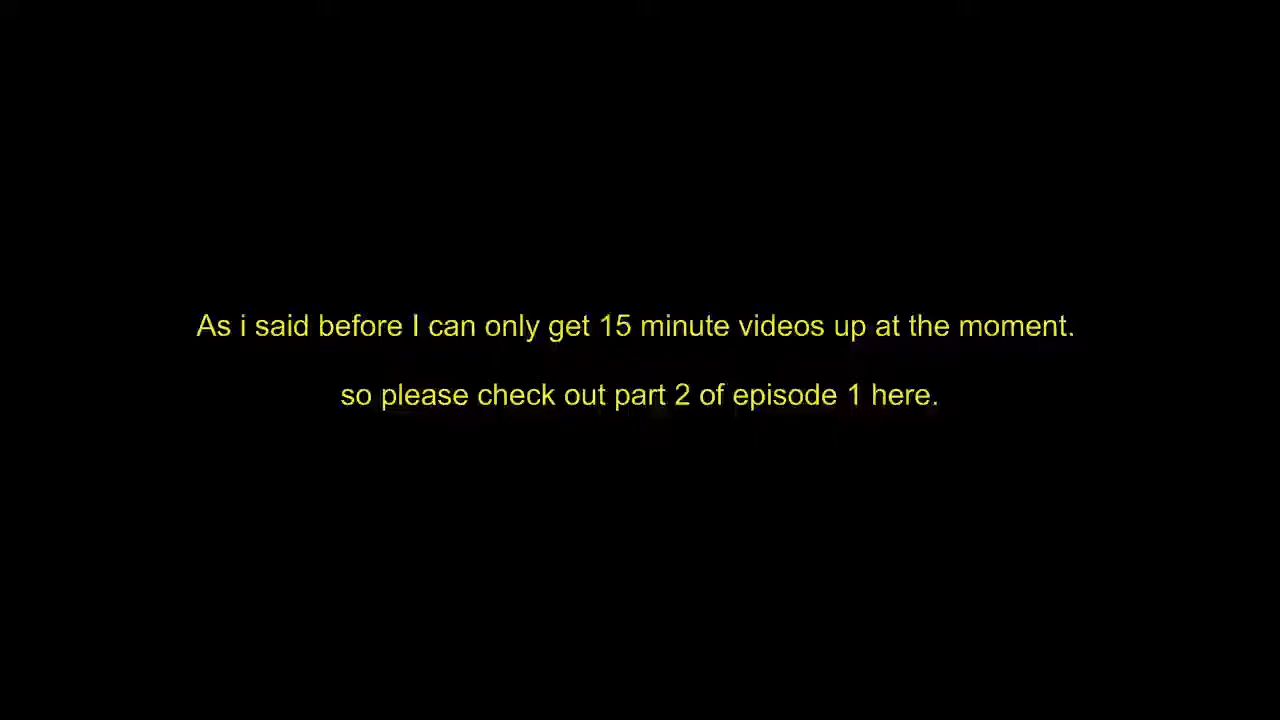 As i said before I can only get 15 minute videos up at the moment.
so please check out part 2 of episode 1 here.